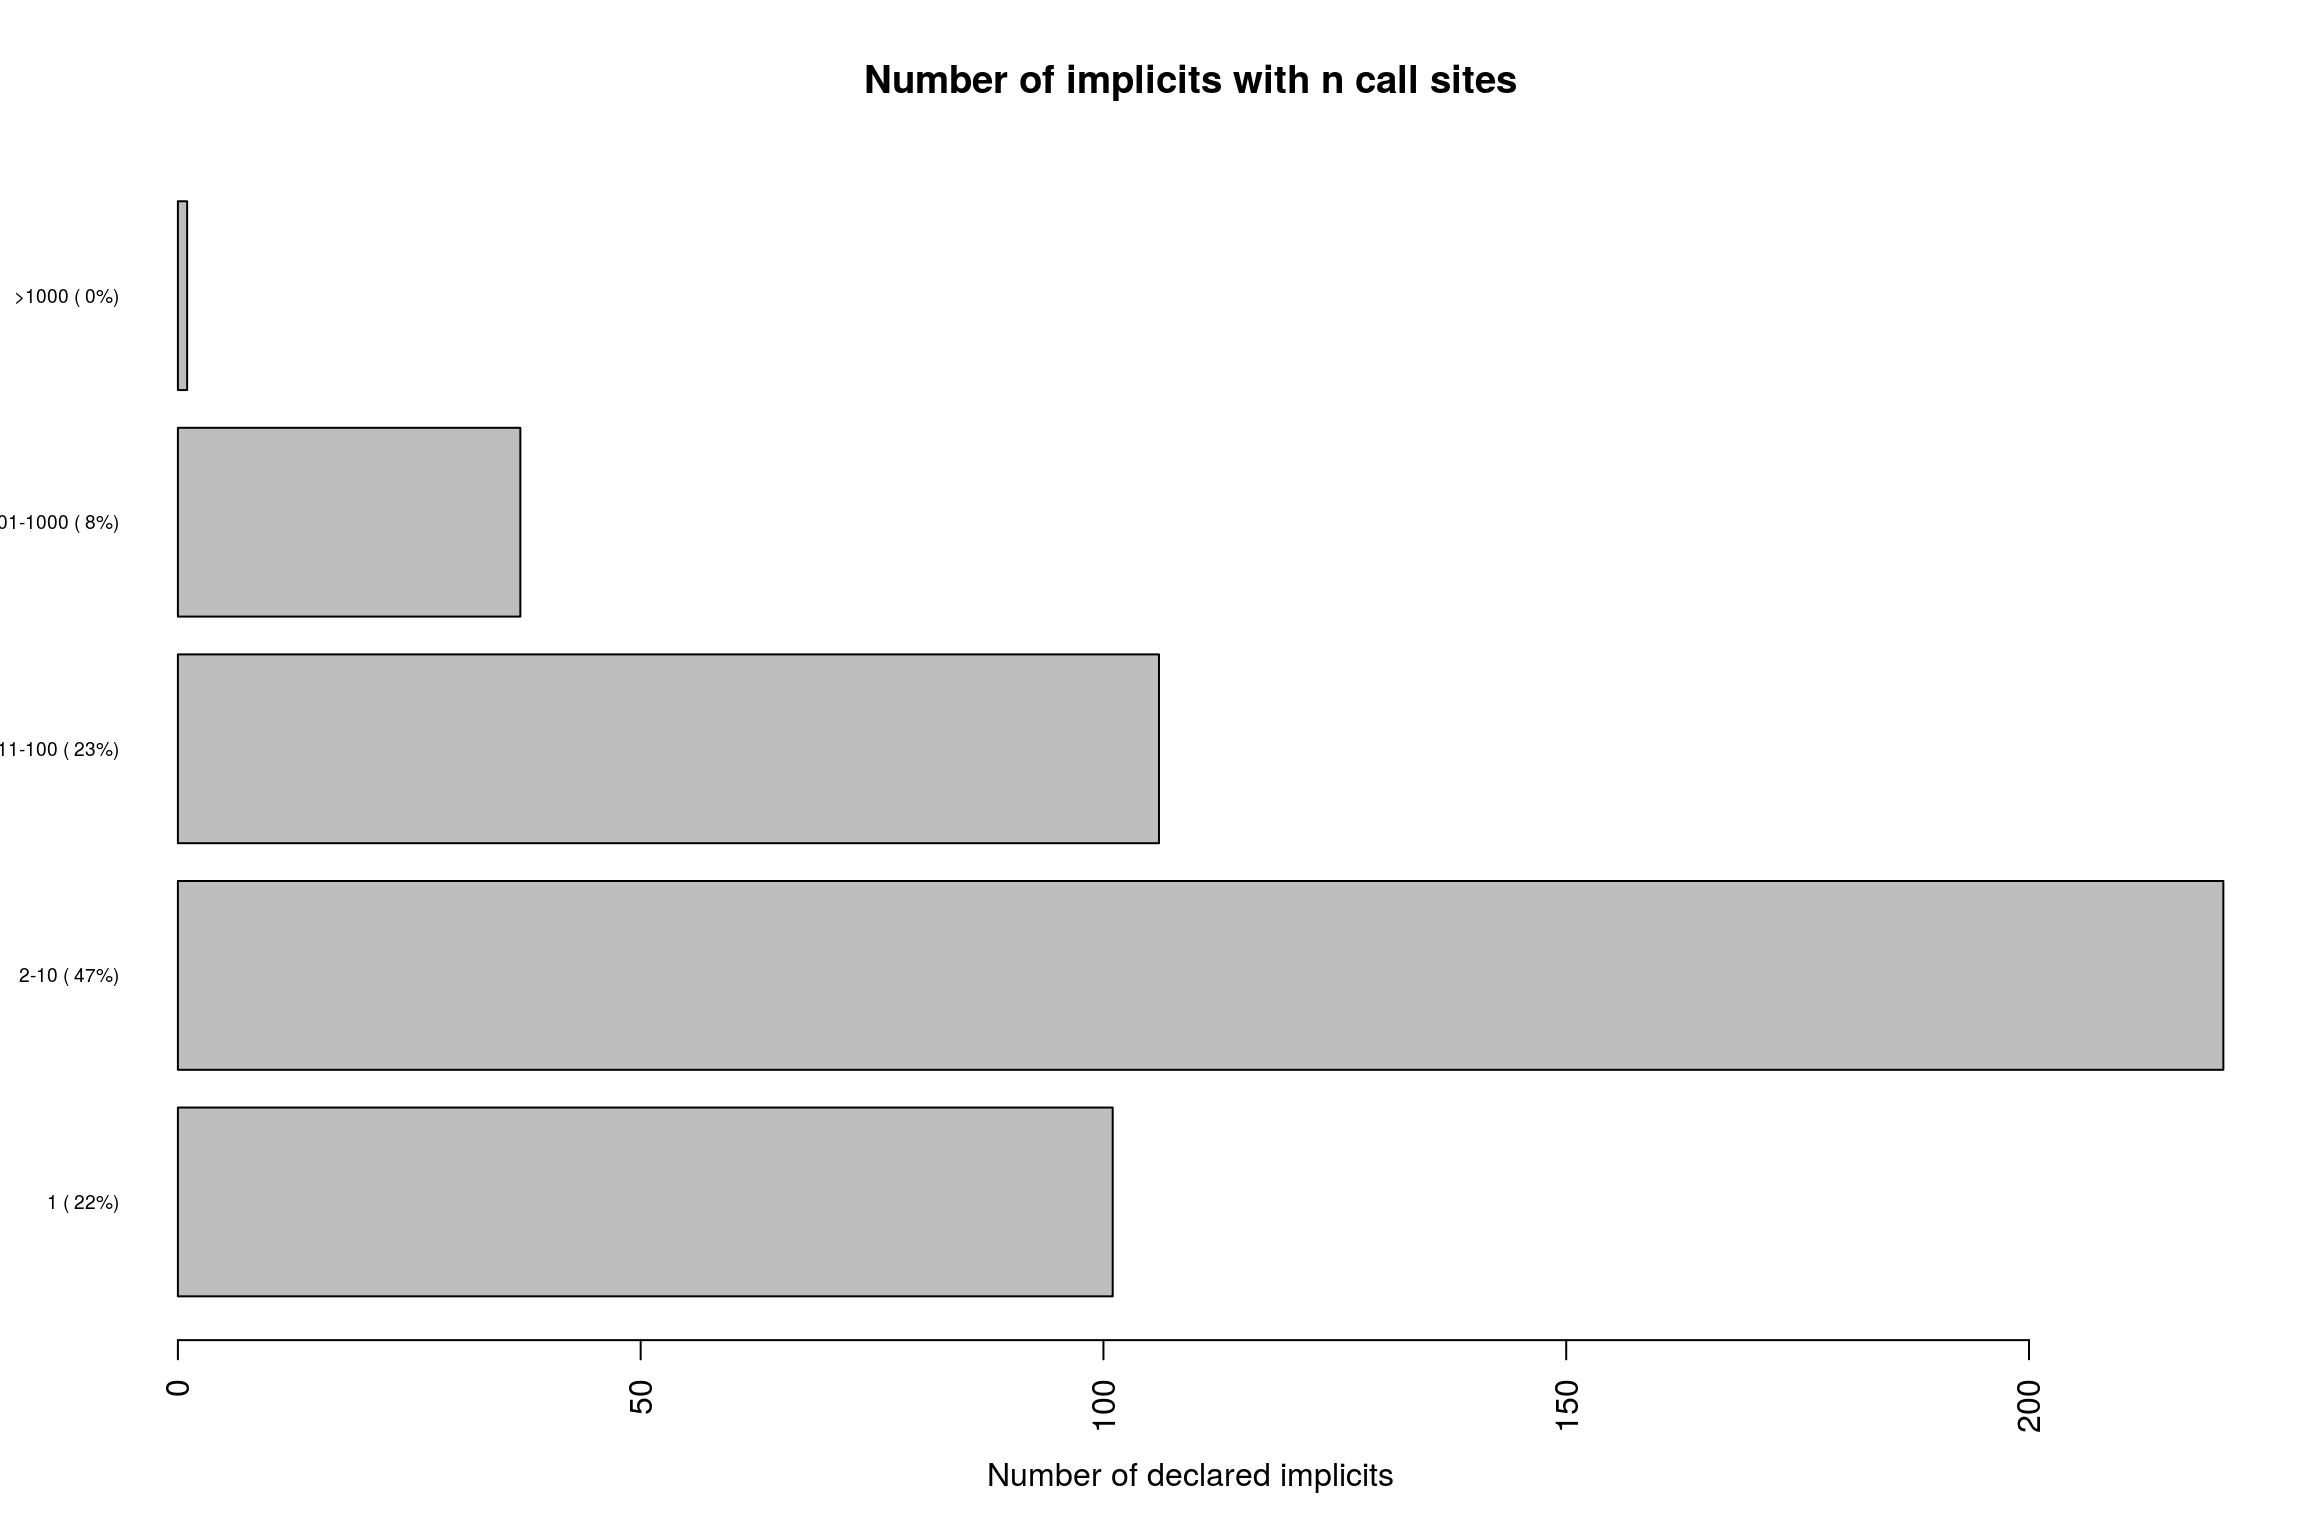 Number of implicits with n call sites
>1000 ( 0%)
01-1000 ( 8%)
11-100 ( 23%)
2-10 ( 47%)
1 ( 22%)
0
50
100
150
200
Number of declared implicits